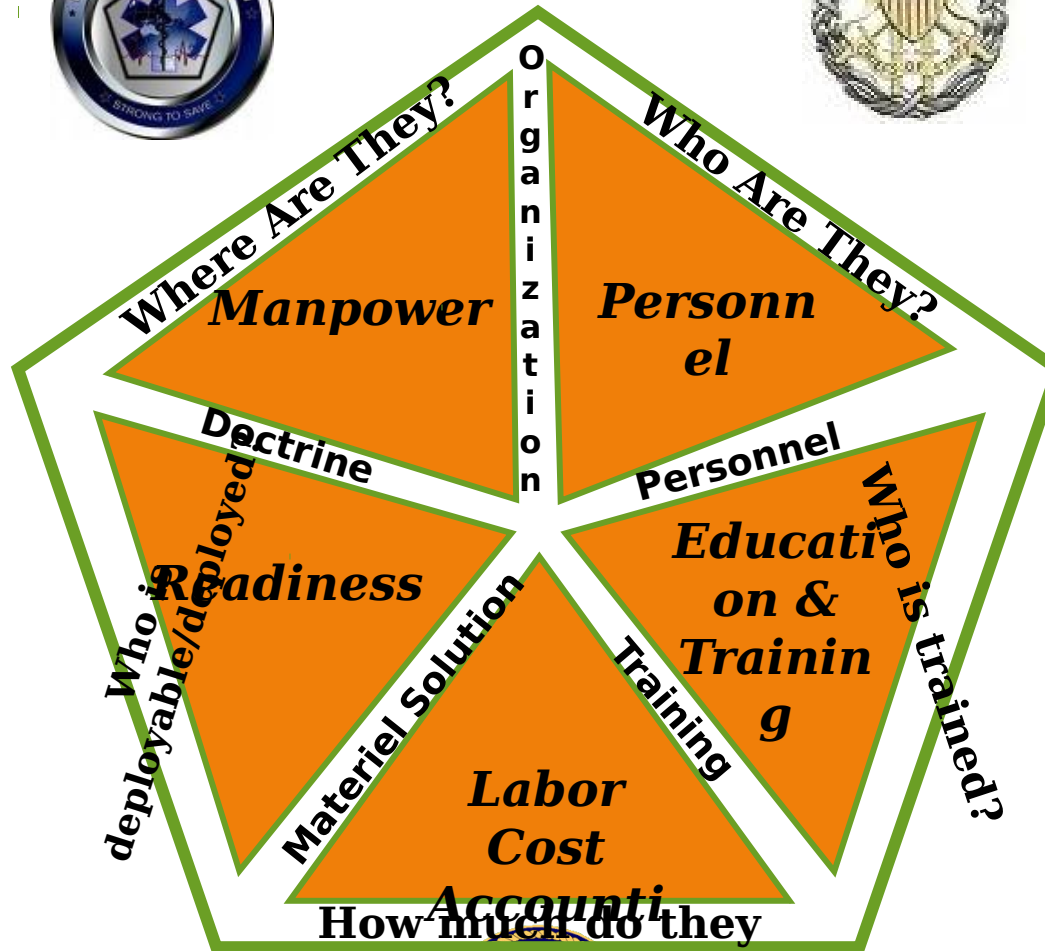 STRONG TO SAVE
Where Are They?
Organization
Who Are They?
Manpower
Personn
el
Doctrine
Personnel
Who is
deployable/deployed?
Readiness
Educati
on &
Trainin
g
Who is trained?
Materiel Solution
Training
Labor
Cost
Accounti
How much do they